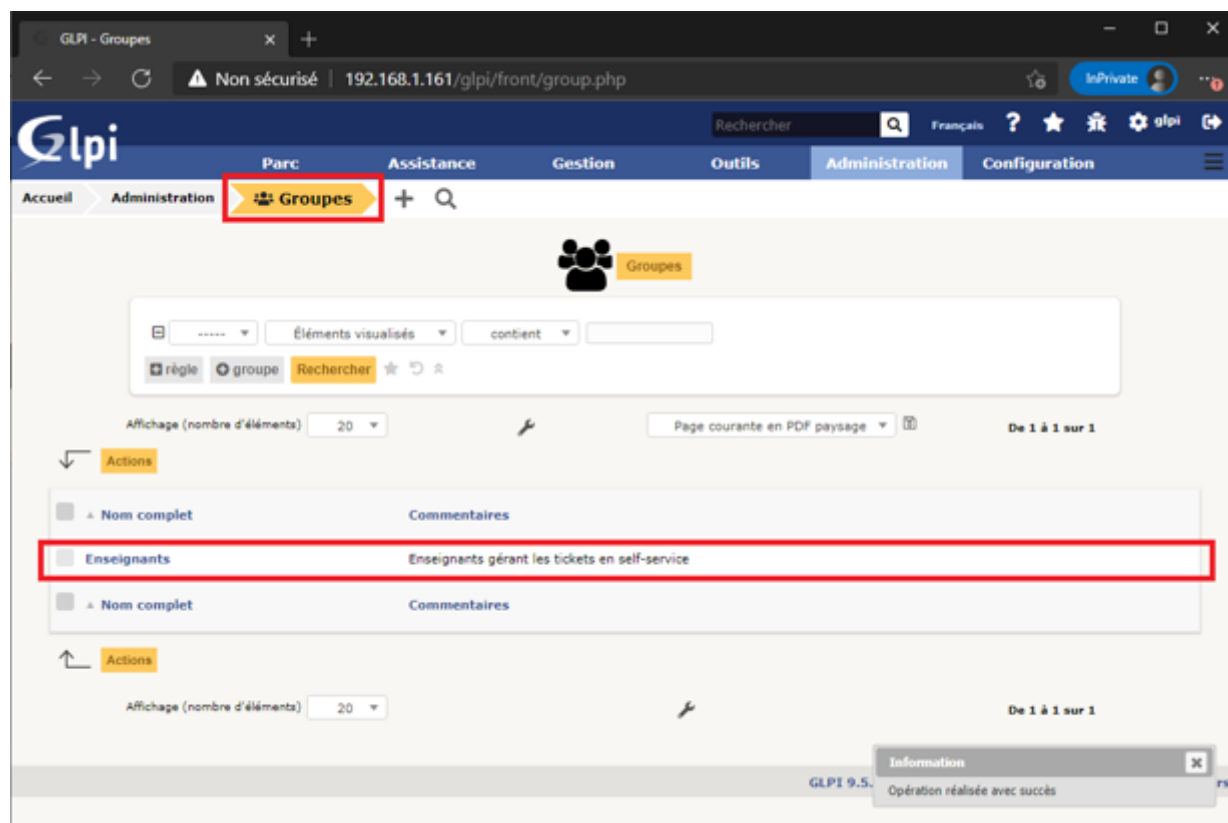 GLPI - Groupes
Non sécurisé | 192.168.1.161/glpi/front/group.php
InPrivate
Glpi
Rechercher
Français ? glpi
Parc Assistance Gestion Outils Administration Configuration
Accueil Administration Groupes
Groupes
----- Éléments visualisés contient
règle groupe Rechercher
Affichage (nombre d'éléments) 20 Page courante en PDF paysage De 1 à 1 sur 1
Actions
Nom complet Commentaires
Enseignants Enseignants gérant les tickets en self-service
Nom complet Commentaires
Actions
Affichage (nombre d'éléments) 20 De 1 à 1 sur 1
Information
GLPI 9.5.
Opération réalisée avec succès